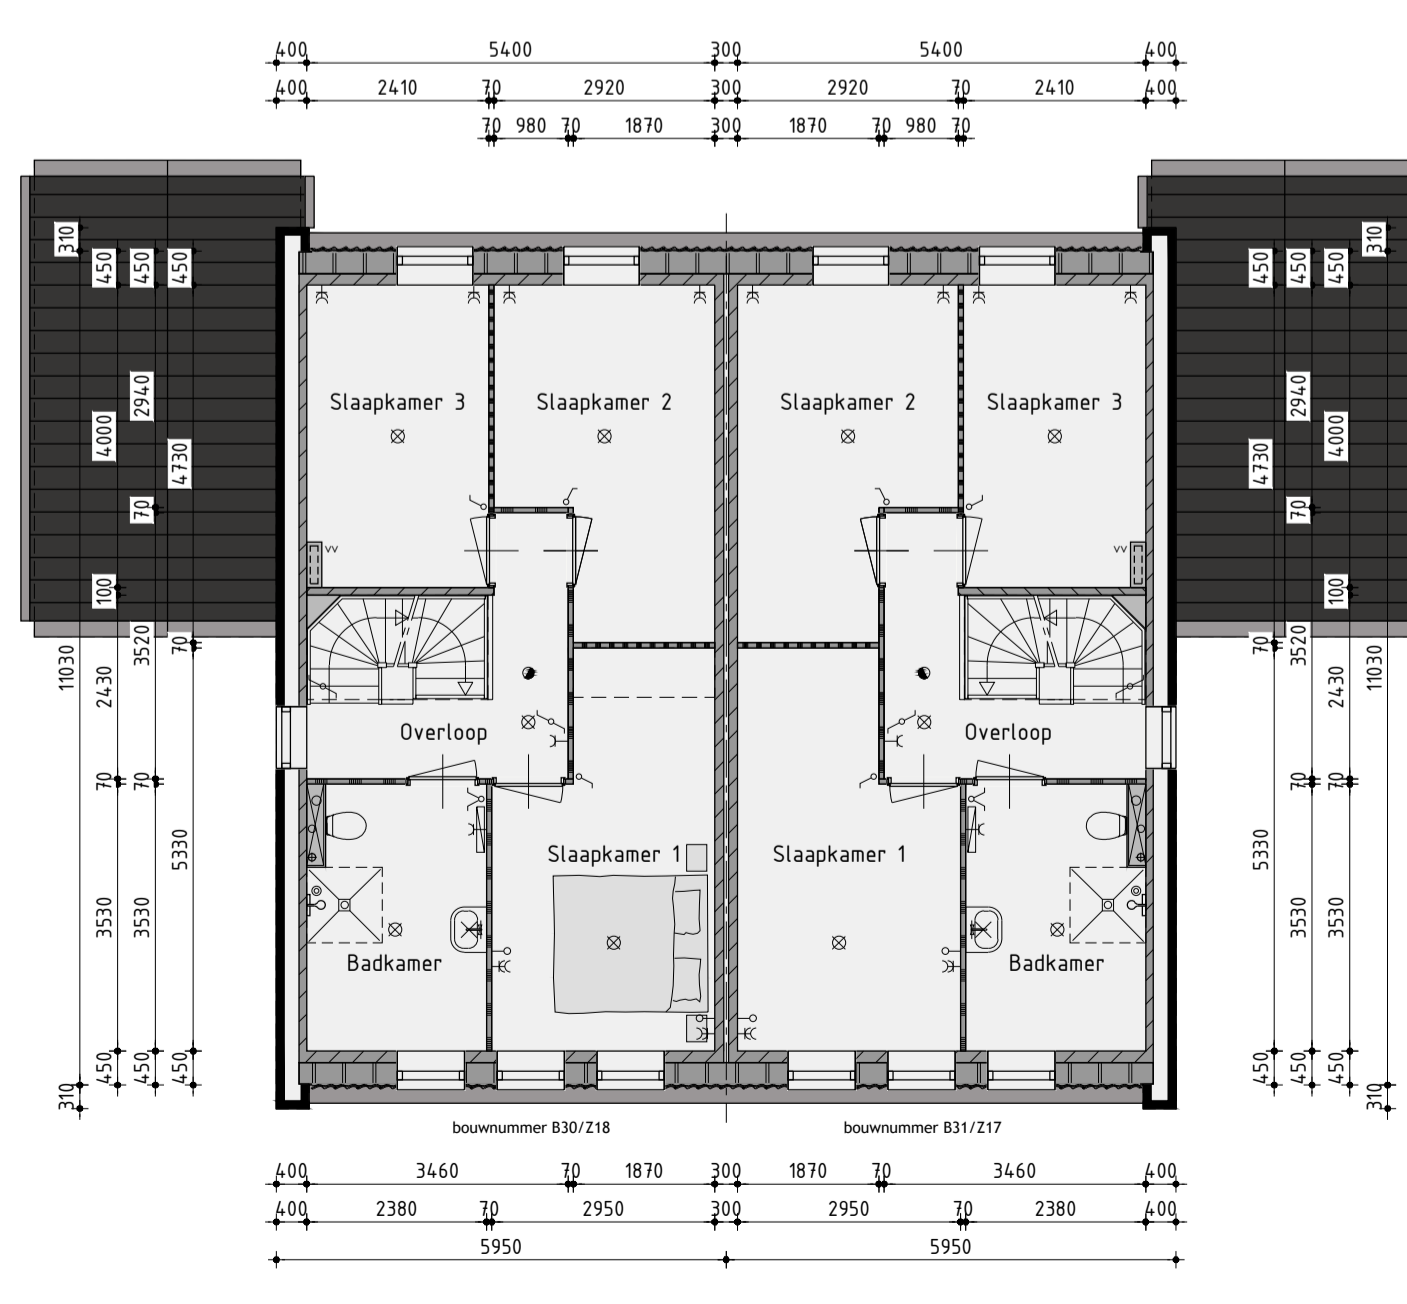 400 5400 300 5400 400
400 2410 70 2920 300 2920 70 2410 400
70 980 70 1870 300 1870 70 980 70
310 310
450 450 450 450 450 450
2940 2940
Slaapkamer 3 Slaapkamer 2 Slaapkamer 2 Slaapkamer 3
4000 4000
4730 4730
70 70
vv vv
100 100
3520 70 70 3520
11030 2430 2430 11030
Overloop Overloop
70 70 70 70
5330 5330
Slaapkamer 1 Slaapkamer 1
3530 3530 3530 3530
Badkamer Badkamer
450 450 450 450 450 450
310 310
bouwnummer B30/Z18 bouwnummer B31/Z17
400 3460 70 1870 300 1870 70 3460 400
400 2380 70 2950 300 2950 70 2380 400
5950 5950